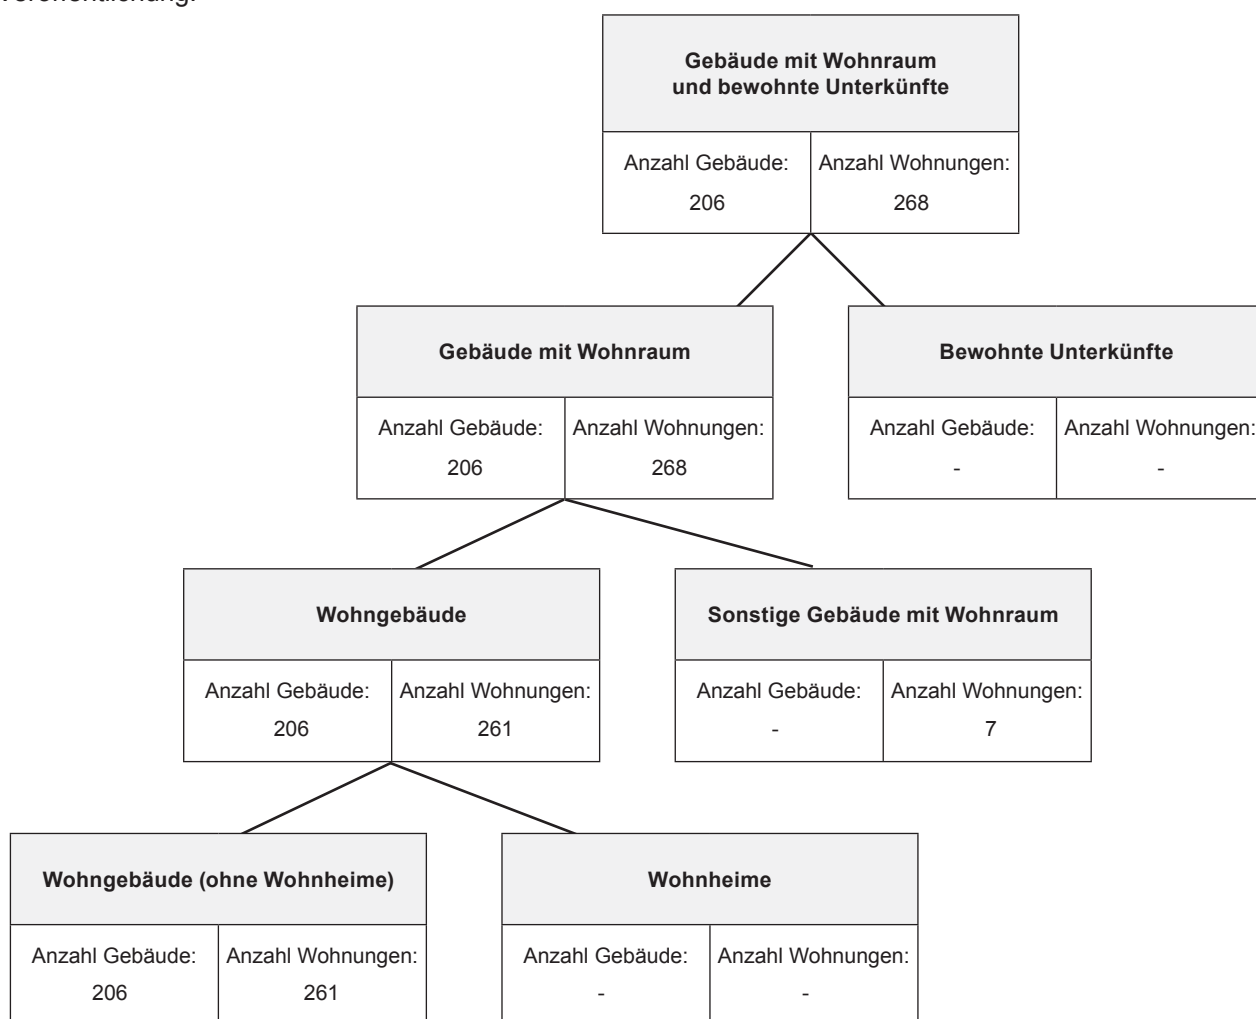 Veröffentlichung.
Gebäude mit Wohnraum
und bewohnte Unterkünfte
Anzahl Gebäude: Anzahl Wohnungen:
206 268
Gebäude mit Wohnraum Bewohnte Unterkünfte
Anzahl Gebäude: Anzahl Wohnungen: Anzahl Gebäude: Anzahl Wohnungen:
206 268 - -
Wohngebäude Sonstige Gebäude mit Wohnraum
Anzahl Gebäude: Anzahl Wohnungen: Anzahl Gebäude: Anzahl Wohnungen:
206 261 - 7
Wohngebäude (ohne Wohnheime) Wohnheime
Anzahl Gebäude: Anzahl Wohnungen: Anzahl Gebäude: Anzahl Wohnungen:
206 261 - -